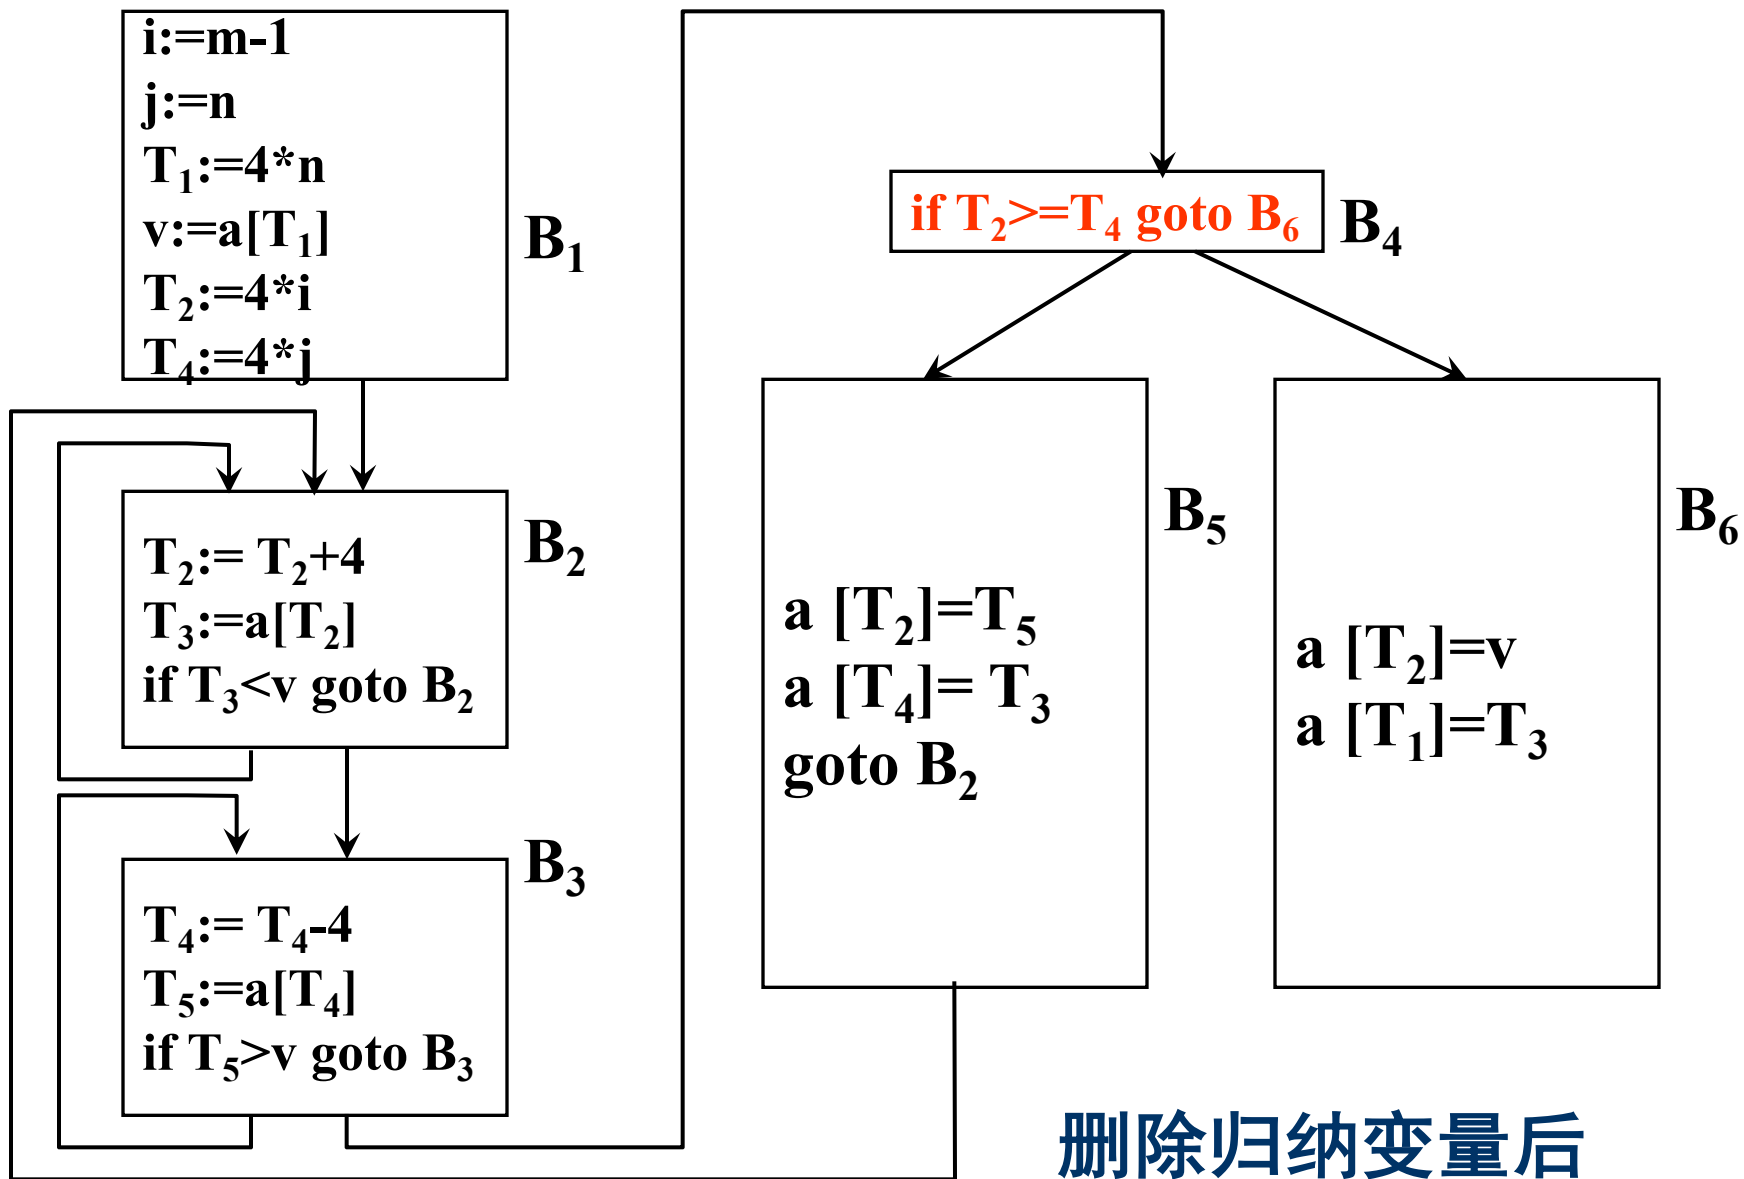 i:=m-1
j:=n
T₁:=4*n
v:=a[T₁]
T₂:=4*i
T₄:=4*j
B₁
T₂:= T₂+4
T₃:=a[T₂]
if T₃<v goto B₂
B₂
T₄:= T₄-4
T₅:=a[T₄]
if T₅>v goto B₃
B₃
if T₂>=T₄ goto B₆
B₄
a [T₂]=T₅
a [T₄]= T₃
goto B₂
B₅
a [T₂]=v
a [T₁]=T₃
B₆
删除归纳变量后